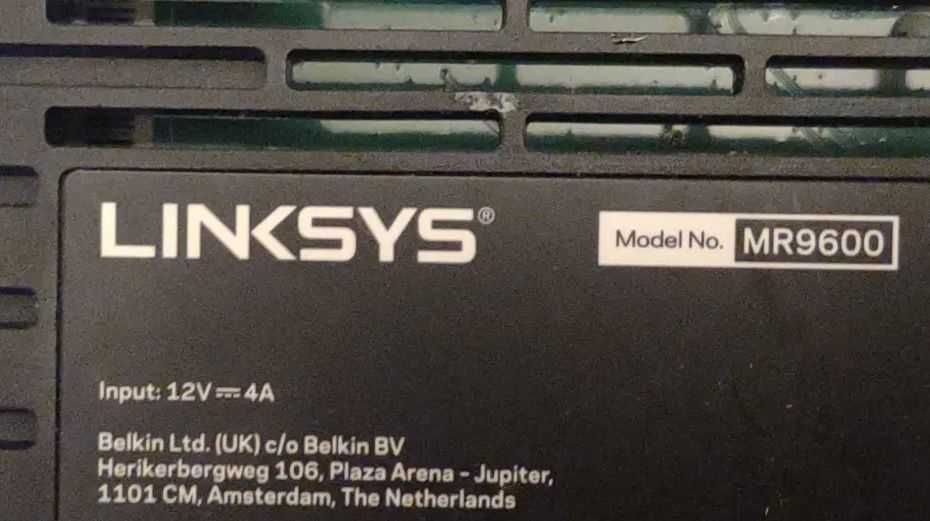 LINKSYS®
Model No. MR9600
Input: 12V⎓4A
Belkin Ltd. (UK) c/o Belkin BV
Herikerbergweg 106, Plaza Arena - Jupiter,
1101 CM, Amsterdam, The Netherlands